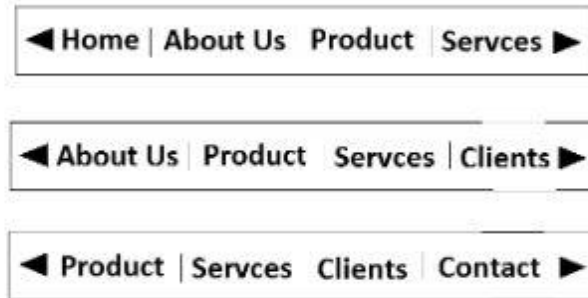 ◀ Home | About Us Product | Servces ▶
◀ About Us | Product Servces | Clients ▶
◀ Product | Servces Clients | Contact ▶